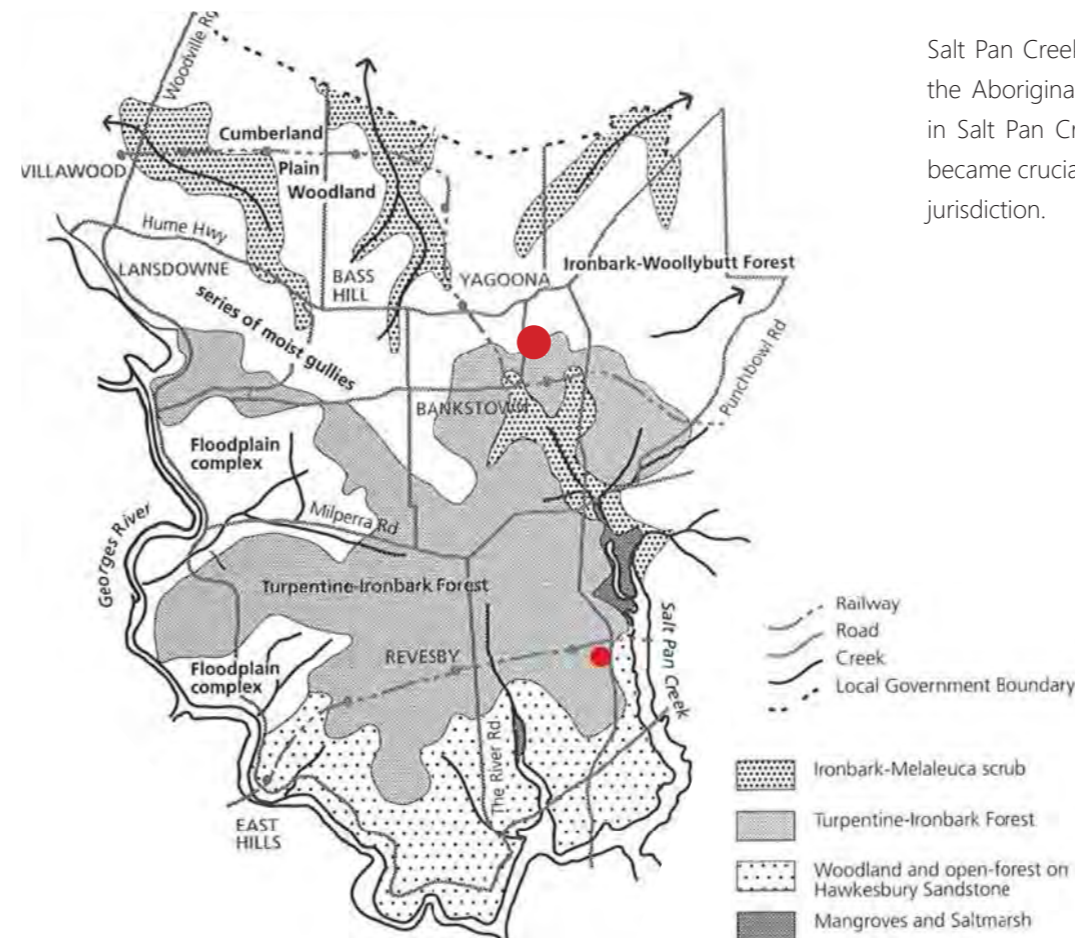 Salt Pan Creek
the Aboriginal
in Salt Pan Cr
became crucial
jurisdiction.
Woodville Rd
Cumberland
Plain
Woodland
VILLAWOOD
Hume Hwy
LANSDOWNE
BASS
HILL
YAGOONA
Ironbark-Woollybutt Forest
series of moist gullies
Punchbowl Rd
BANKSTOWN
Floodplain
complex
Milperra Rd
Georges River
Turpentine-Ironbark Forest
Salt Pan Creek
REVESBY
Floodplain
complex
The River Rd
EAST
HILLS
Railway
Road
Creek
Local Government Boundary
Ironbark-Melaleuca scrub
Turpentine-Ironbark Forest
Woodland and open-forest on
Hawkesbury Sandstone
Mangroves and Saltmarsh